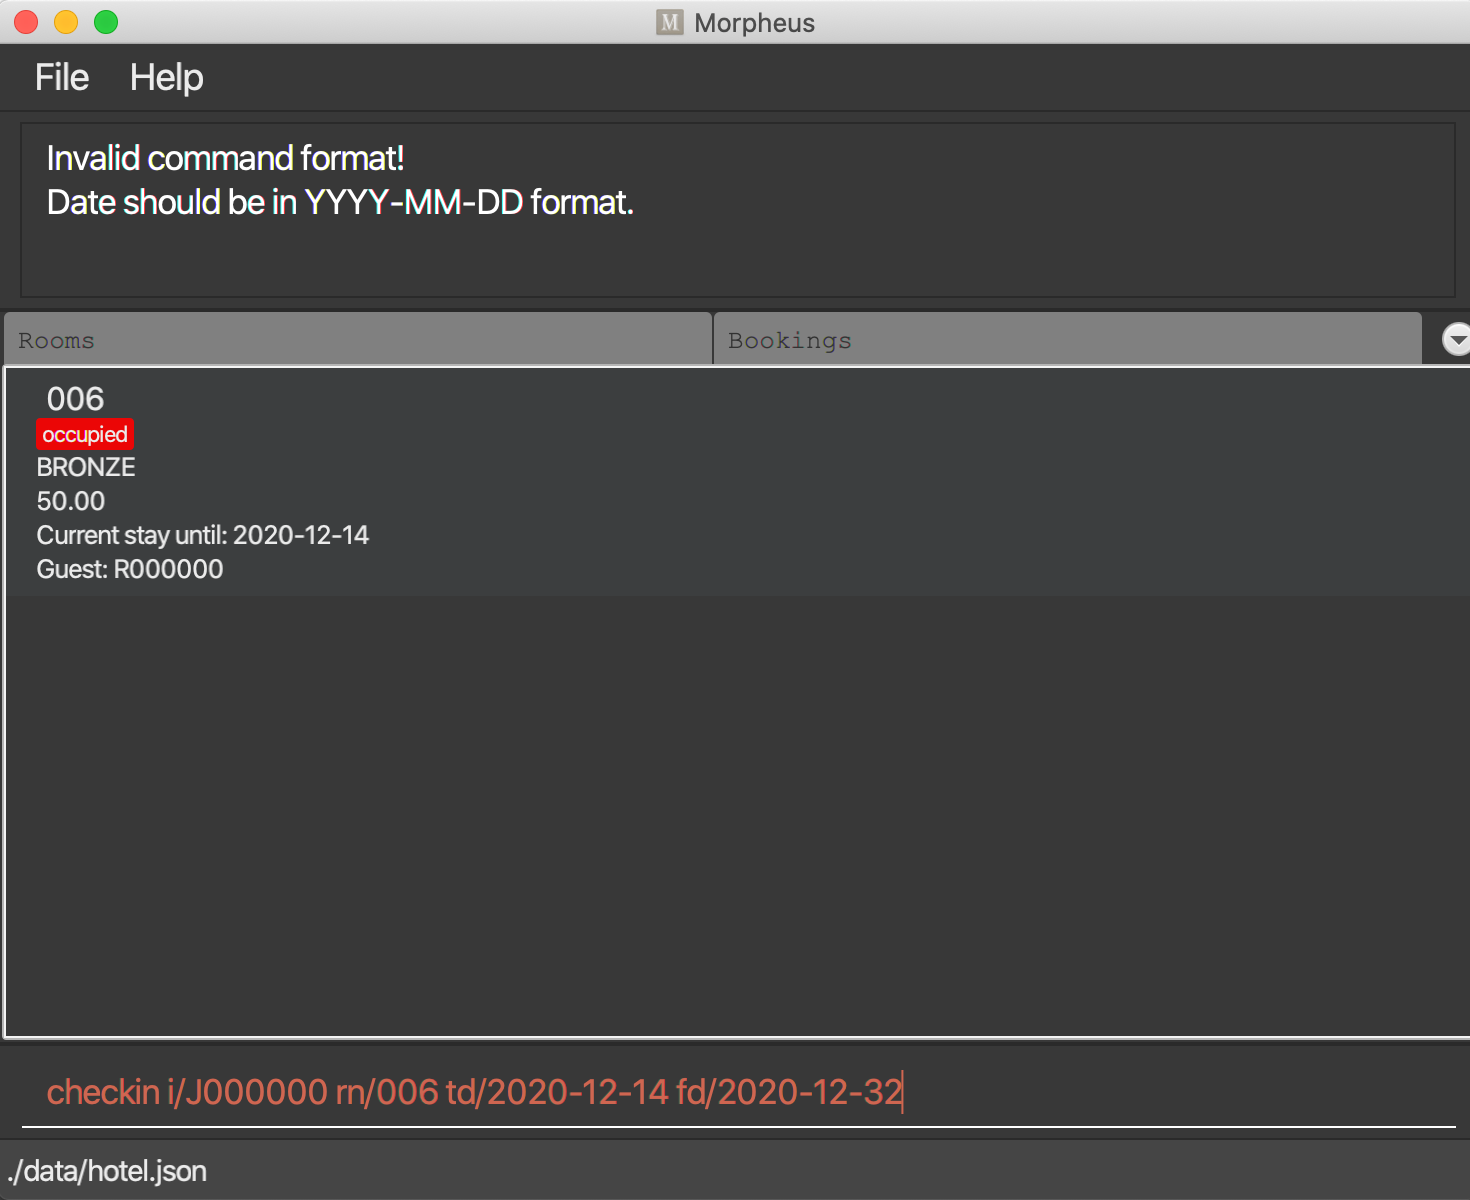 M Morpheus
File Help
Invalid command format!
Date should be in YYYY-MM-DD format.
Rooms Bookings
006
occupied
BRONZE
50.00
Current stay until: 2020-12-14
Guest: R000000
checkin i/J000000 rn/006 td/2020-12-14 fd/2020-12-32
./data/hotel.json